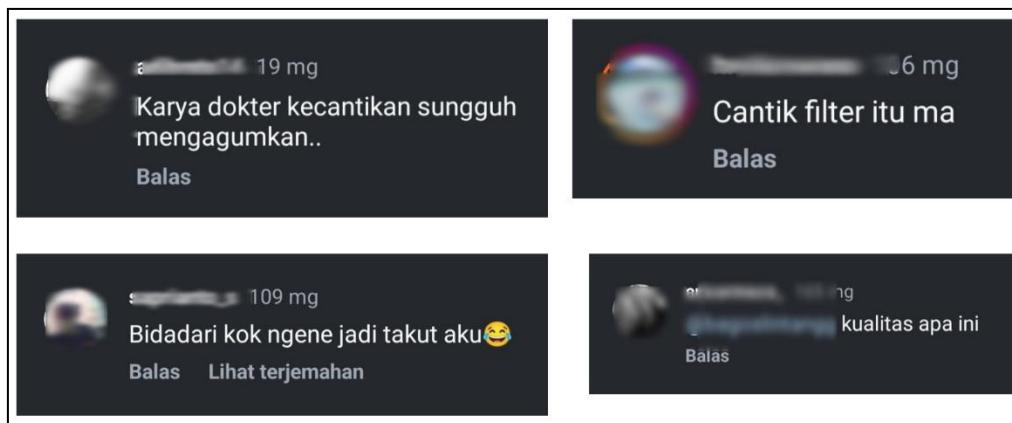 19 mg
Karya dokter kecantikan sungguh
mengagumkan..
Balas
6 mg
Cantik filter itu ma
Balas
109 mg
Bidadari kok ngene jadi takut aku😂
Balas Lihat terjemahan
kualitas apa ini
Balas